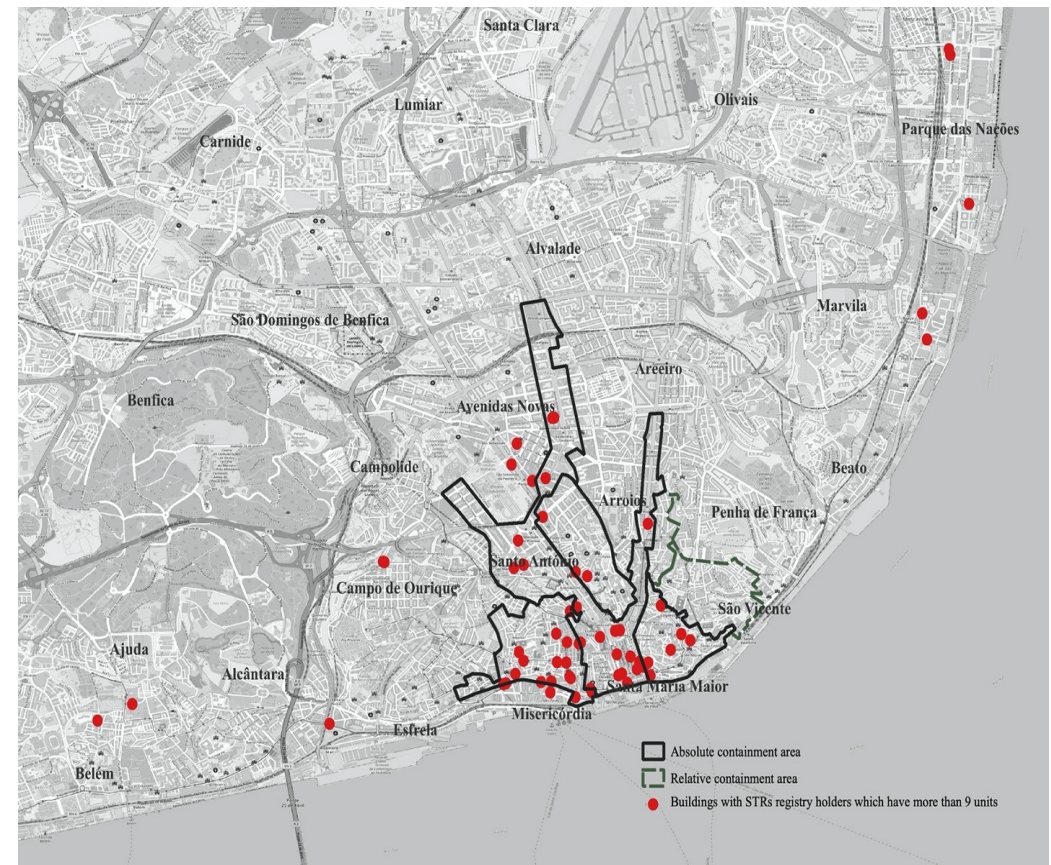 Santa Clara
Lumiar
Olivais
Carnide
Parque das Nações
Alvalade
Marvila
São Domingos de Benfica
Areeiro
Benfica
Avenidas Novas
Campolide
Beato
Arroios
Penha de França
Santo António
Campo de Ourique
São Vicente
Ajuda
Alcântara
Santa Maria Maior
Misericórdia
Estrela
Belém
Absolute containment area
Relative containment area
Buildings with STRs registry holders which have more than 9 units